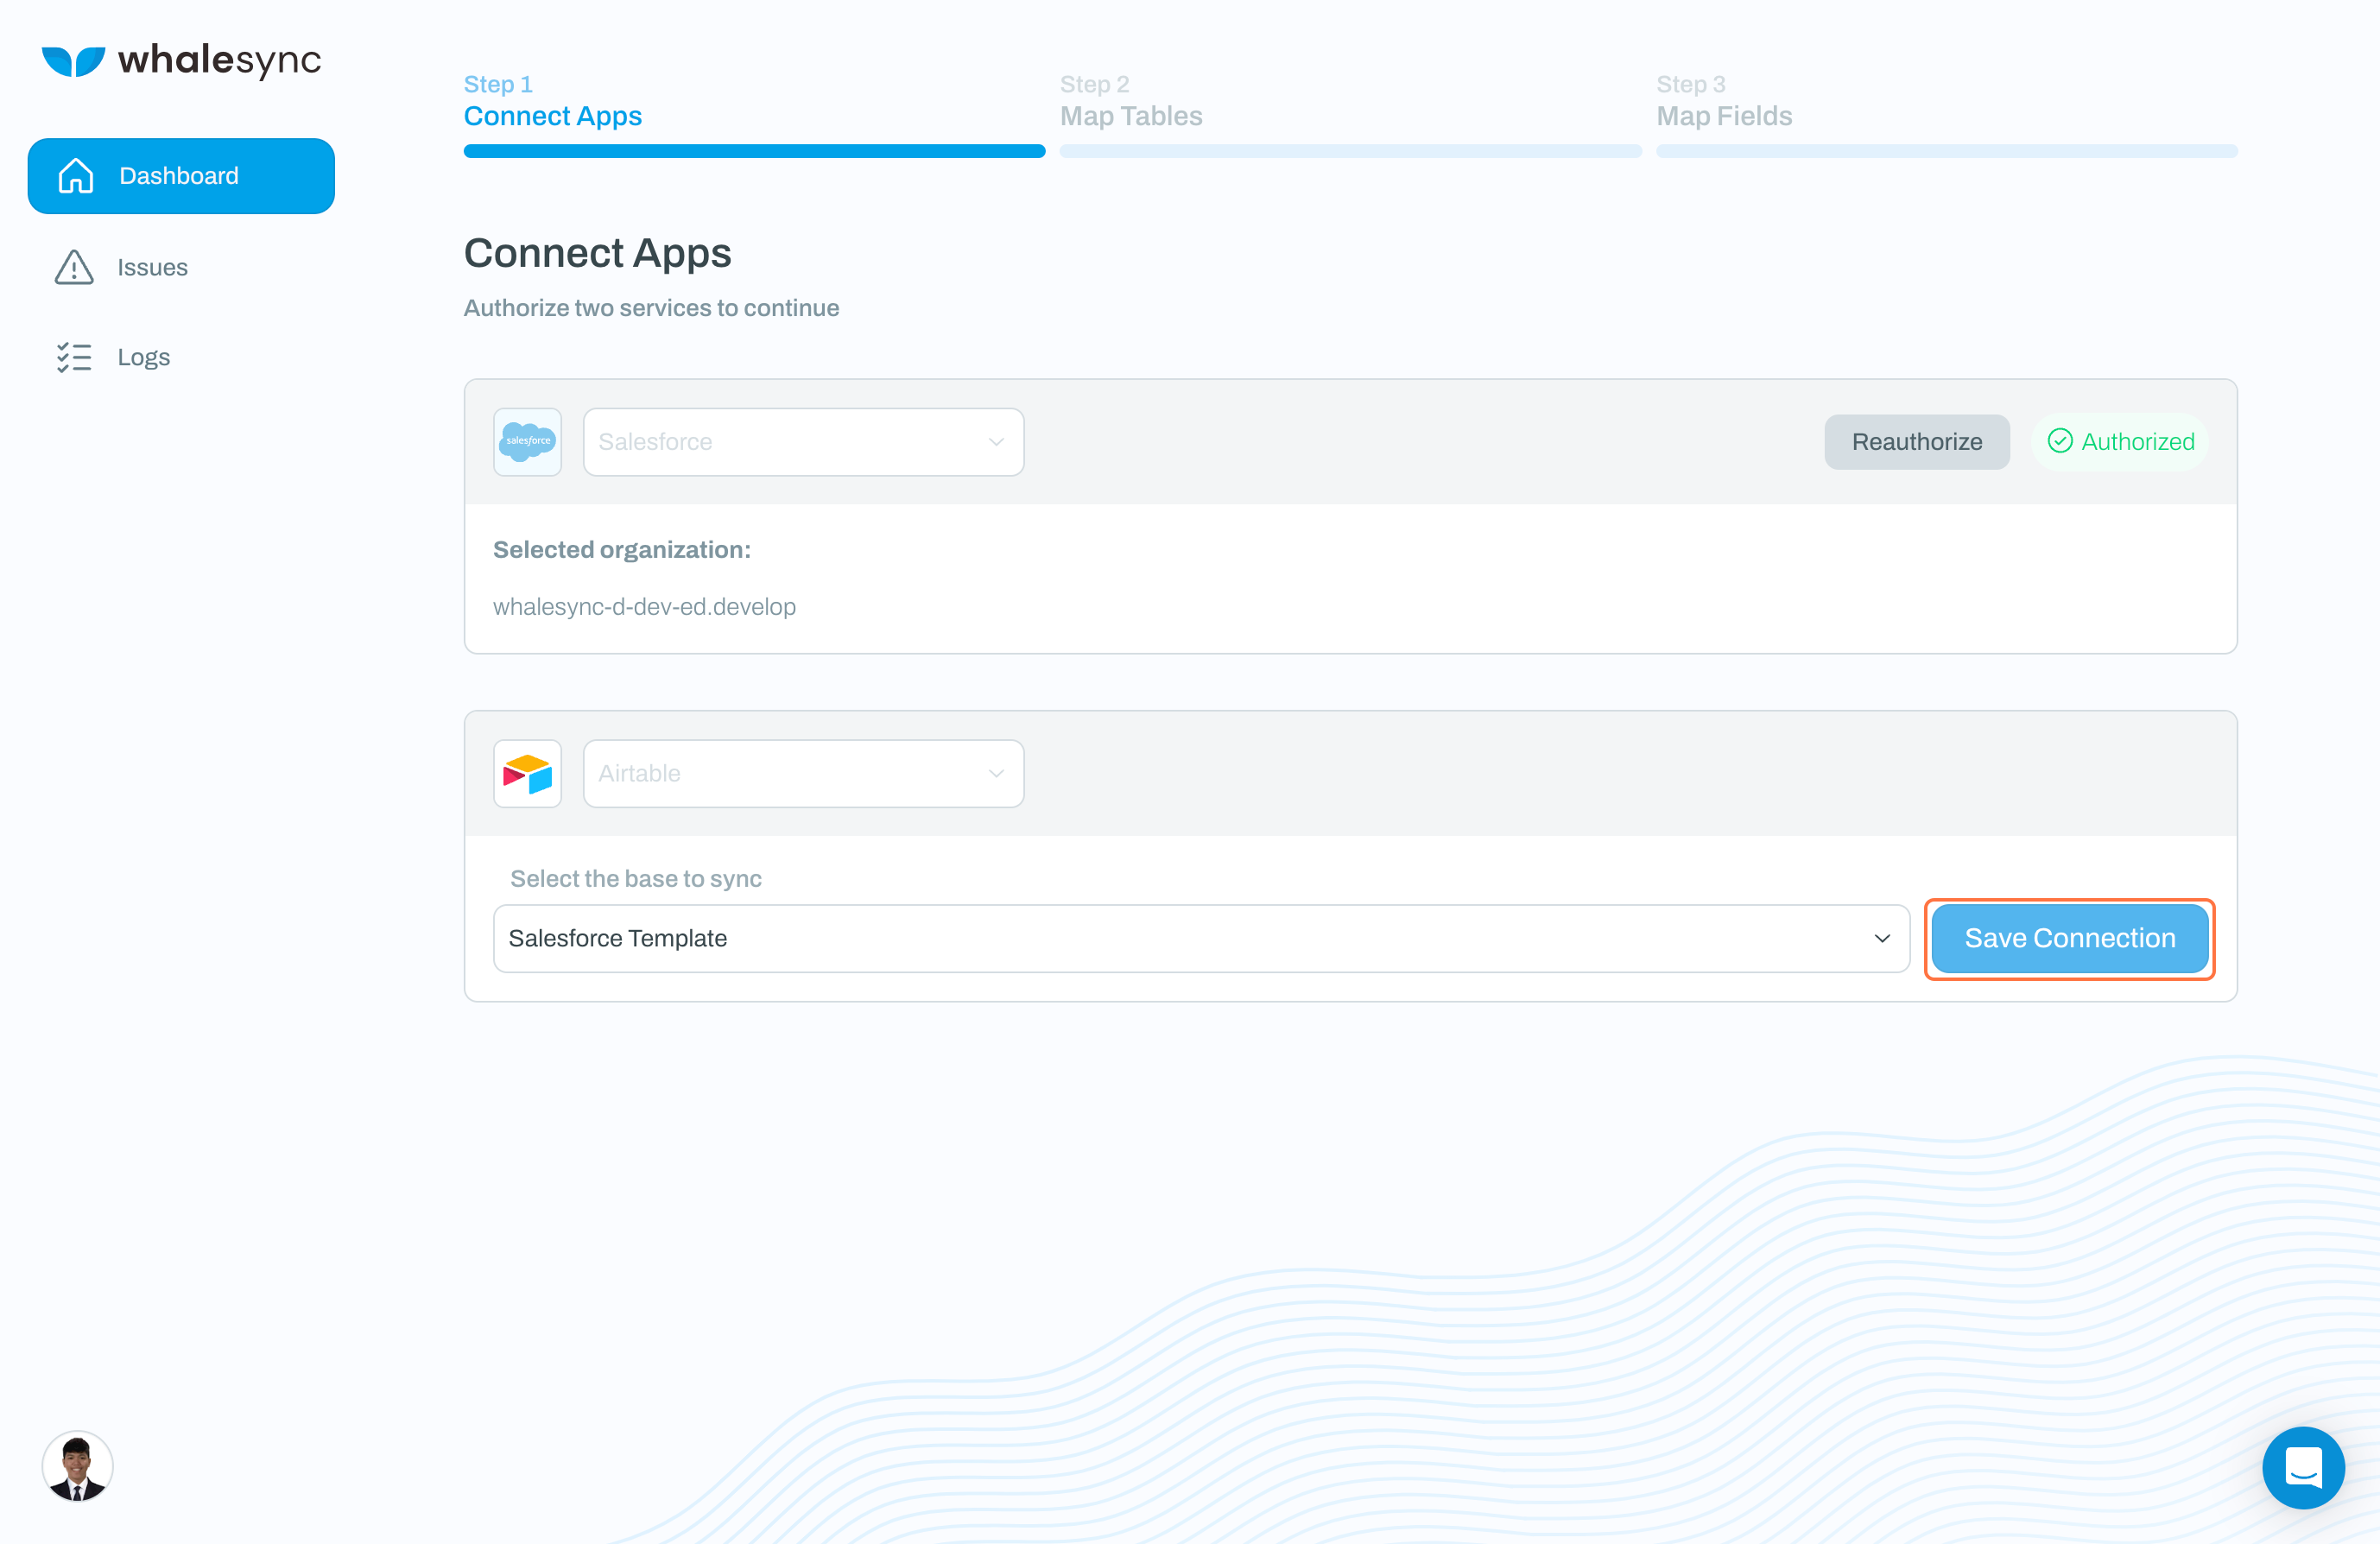 whalesync
Dashboard
Issues
Logs
Step 1
Connect Apps
Step 2
Map Tables
Step 3
Map Fields
Connect Apps
Authorize two services to continue
salesforce
Salesforce
Reauthorize
Authorized
Selected organization:
whalesync-d-dev-ed.develop
Airtable
Select the base to sync
Salesforce Template
Save Connection